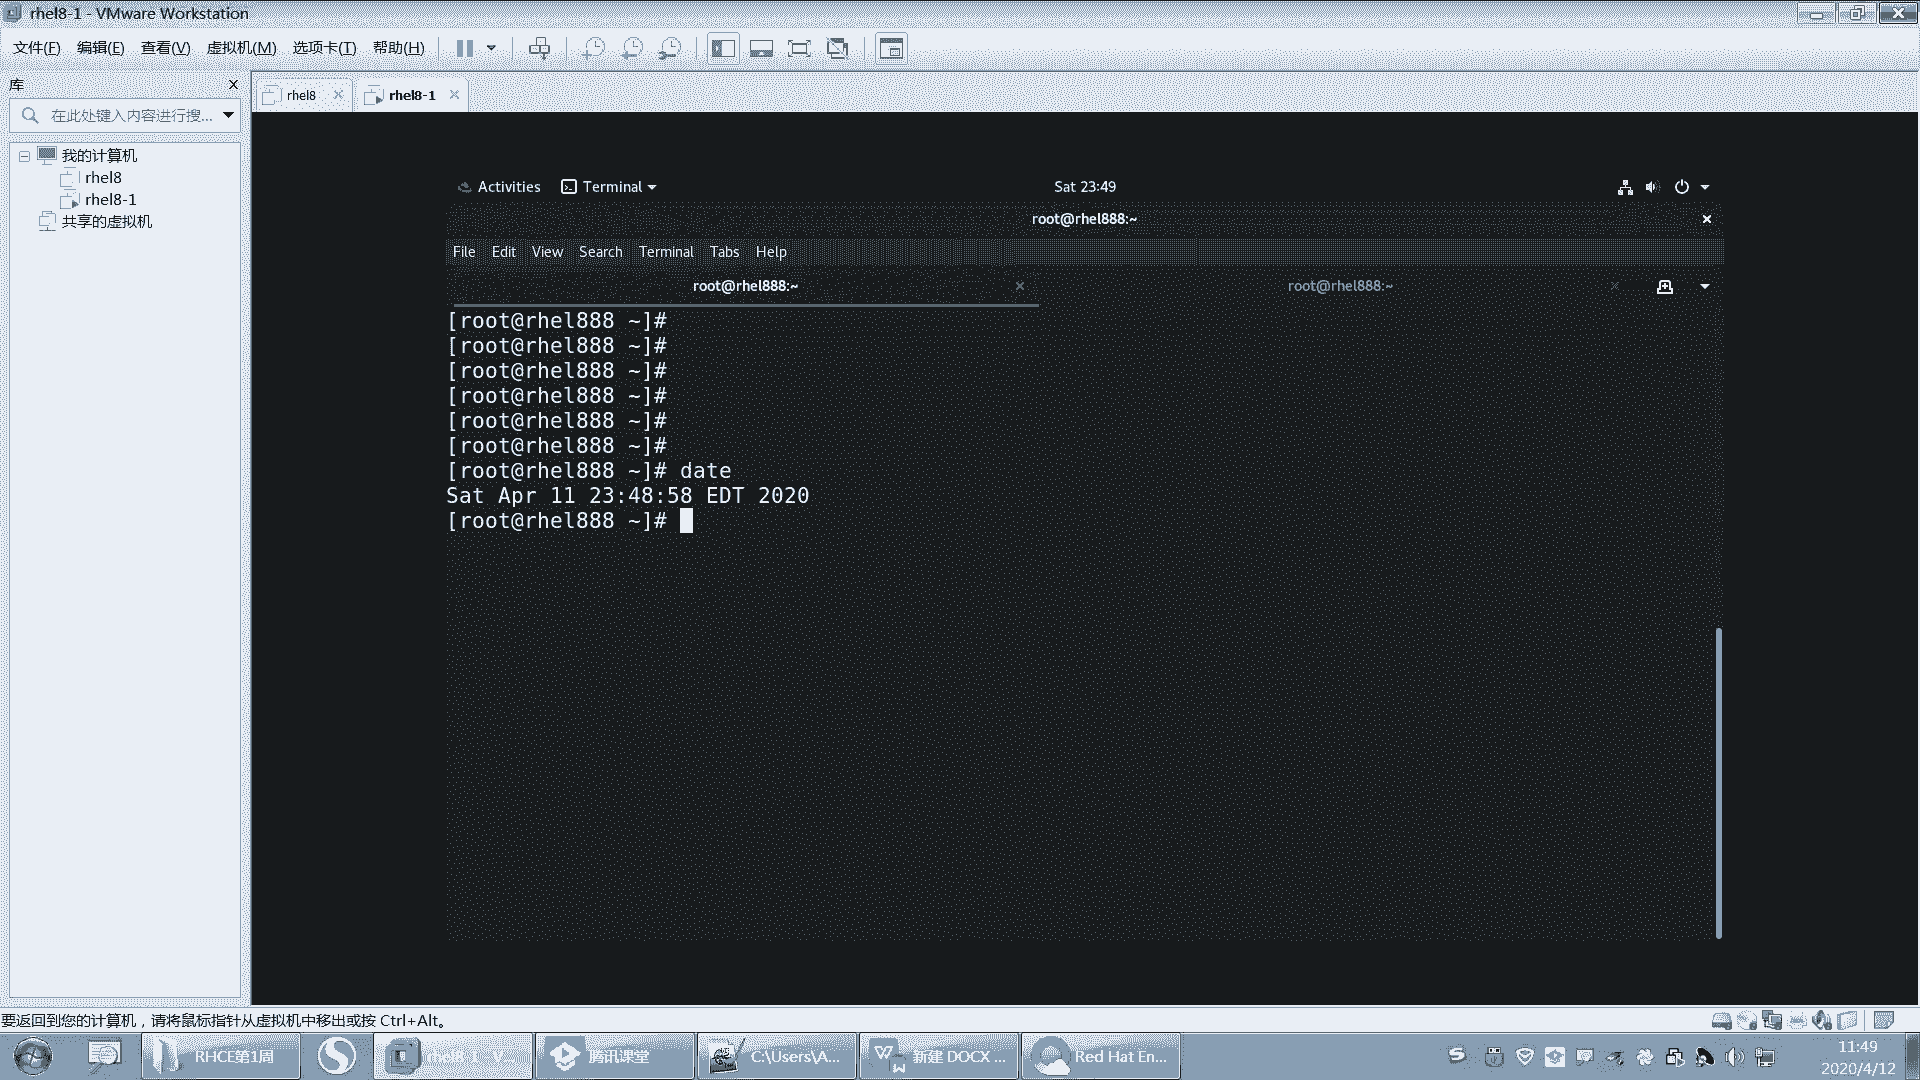 rhel8-1 - VMware Workstation
文件(F) 编辑(E) 查看(V) 虚拟机(M) 选项卡(T) 帮助(H)
库
在此处键入内容进行搜...
我的计算机
rhel8
rhel8-1
共享的虚拟机
rhel8
rhel8-1
Activities Terminal Sat 23:49
root@rhel888:~
File Edit View Search Terminal Tabs Help
root@rhel888:~ root@rhel888:~
[root@rhel888 ~]#
[root@rhel888 ~]#
[root@rhel888 ~]#
[root@rhel888 ~]#
[root@rhel888 ~]#
[root@rhel888 ~]#
[root@rhel888 ~]# date
Sat Apr 11 23:48:58 EDT 2020
[root@rhel888 ~]#
要返回到您的计算机，请将鼠标指针从虚拟机中移出或按 Ctrl+Alt。
RHCE第1周 rhel8-1 - V... 腾讯课堂 C:\Users\A... 新建 DOCX ... Red Hat En...
11:49
2020/4/12